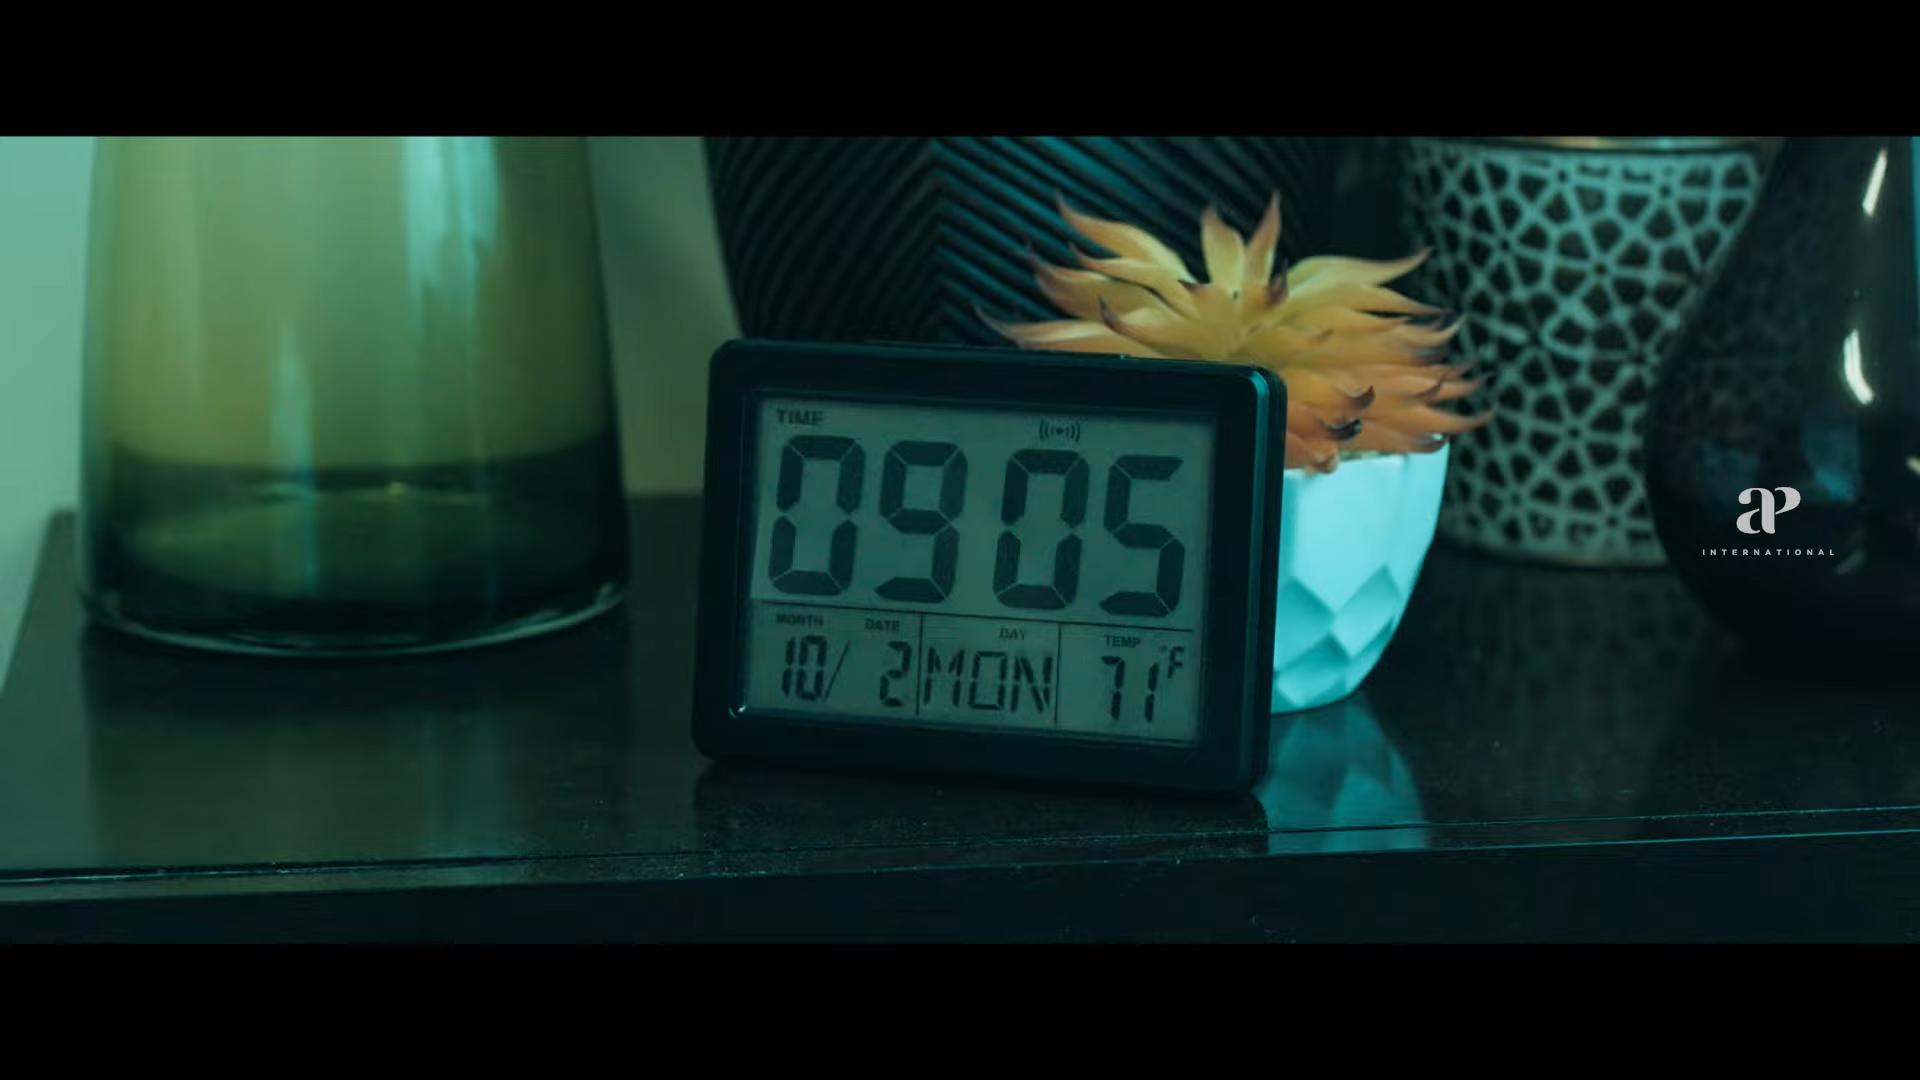 TIME
0905
MONTH DATE DAY TEMP
10/ 2 MON 71°F
aP
INTERNATIONAL